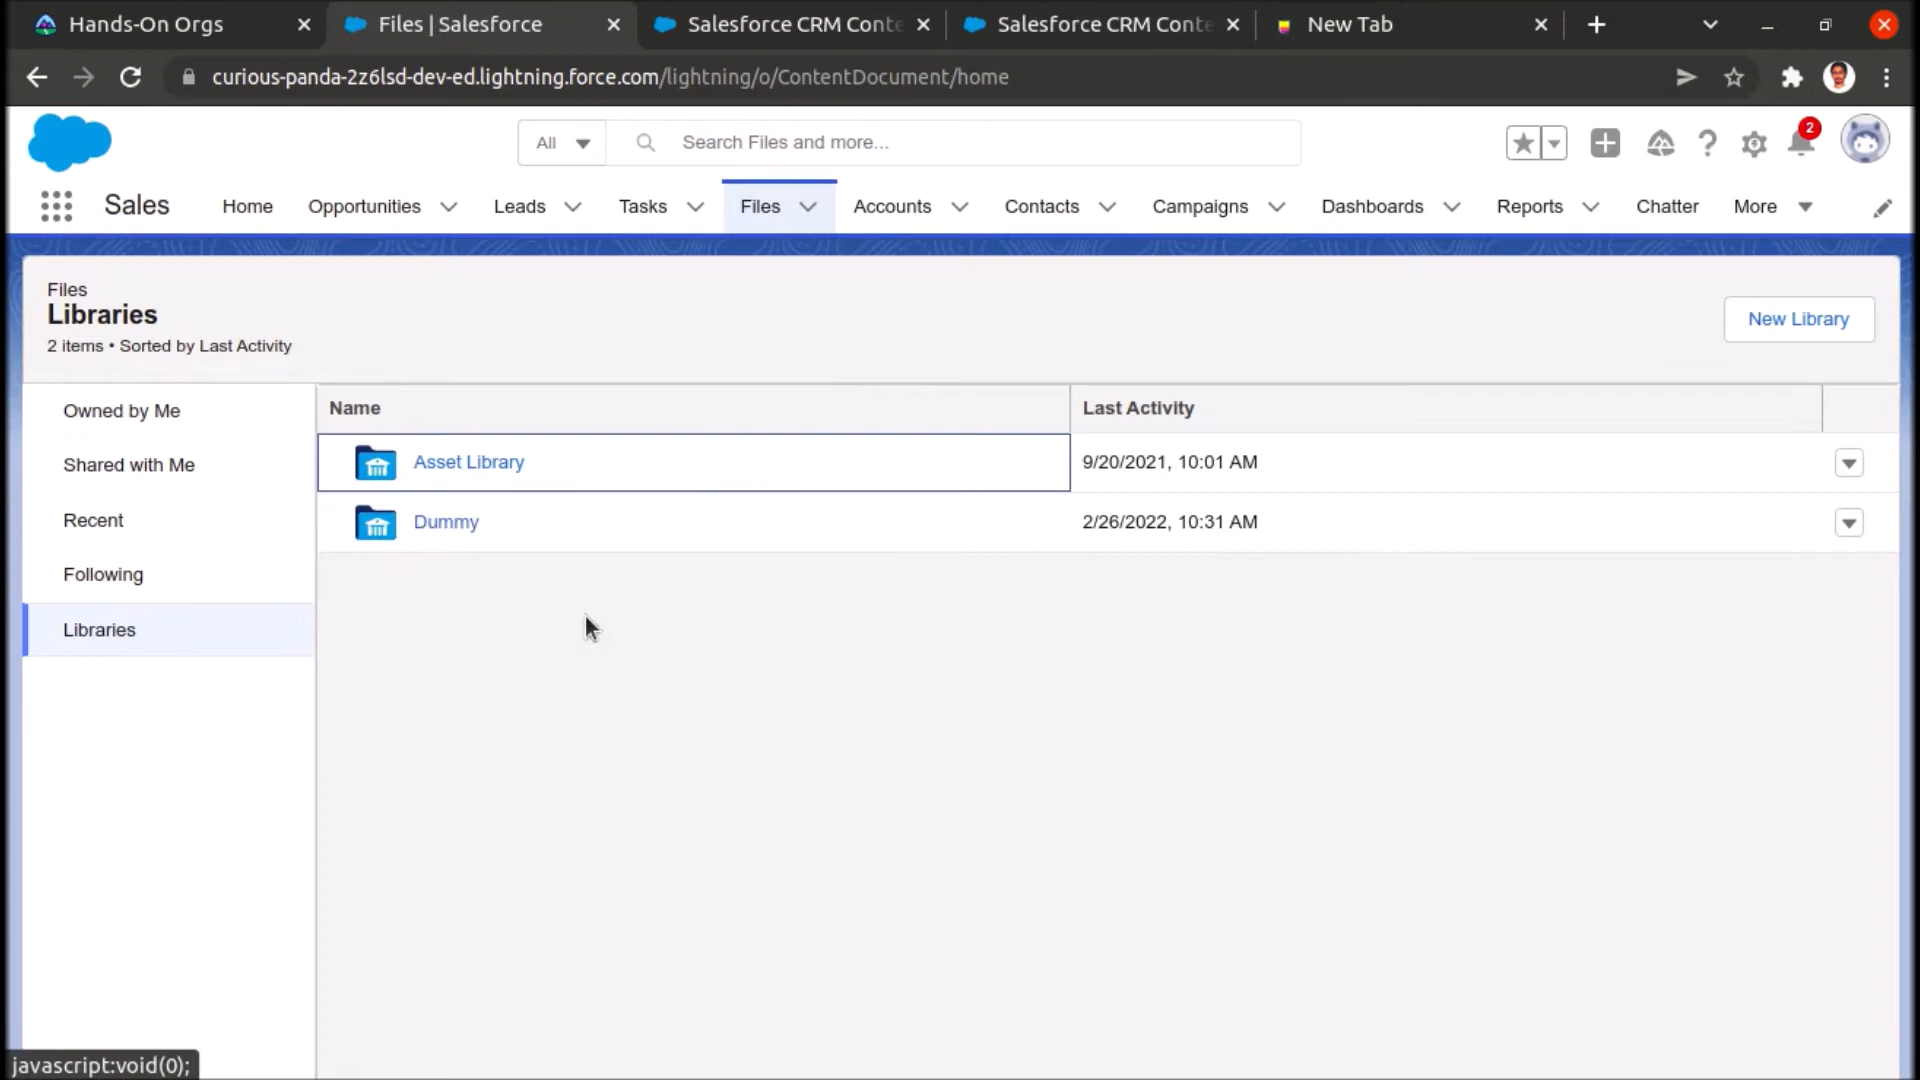 Hands-On Orgs
Files | Salesforce
Salesforce CRM Conte
Salesforce CRM Conte
New Tab
curious-panda-2z6lsd-dev-ed.lightning.force.com/lightning/o/ContentDocument/home
All
Search Files and more...
2
Sales
Home
Opportunities
Leads
Tasks
Files
Accounts
Contacts
Campaigns
Dashboards
Reports
Chatter
More
Files
Libraries
2 items • Sorted by Last Activity
New Library
Owned by Me
Shared with Me
Recent
Following
Libraries
Name
Last Activity
Asset Library
9/20/2021, 10:01 AM
Dummy
2/26/2022, 10:31 AM
javascript:void(0);